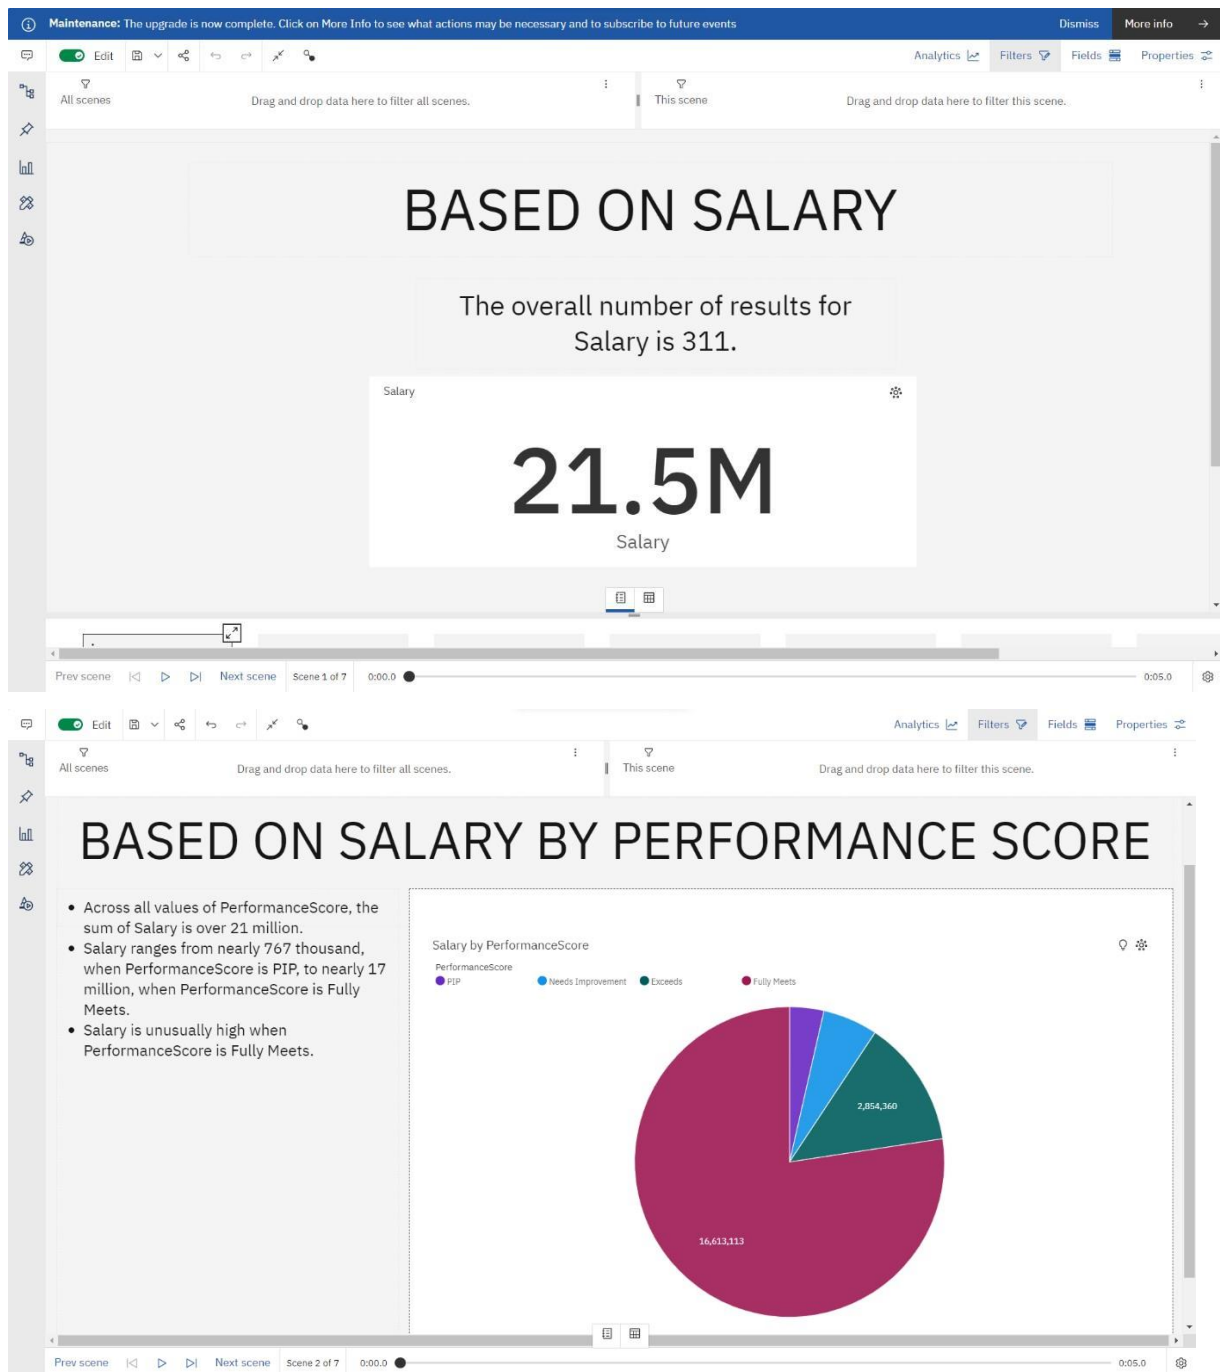 Maintenance: The upgrade is now complete. Click on More Info to see what actions may be necessary and to subscribe to future events
Dismiss
More info
Edit
Analytics
Filters
Fields
Properties
All scenes
Drag and drop data here to filter all scenes.
This scene
Drag and drop data here to filter this scene.
BASED ON SALARY
The overall number of results for
Salary is 311.
Salary
21.5M
Salary
Prev scene
Next scene
Scene 1 of 7
0:00.0
0:05.0
Edit
Analytics
Filters
Fields
Properties
All scenes
Drag and drop data here to filter all scenes.
This scene
Drag and drop data here to filter this scene.
BASED ON SALARY BY PERFORMANCE SCORE
• Across all values of PerformanceScore, the
sum of Salary is over 21 million.
• Salary ranges from nearly 767 thousand,
when PerformanceScore is PIP, to nearly 17
million, when PerformanceScore is Fully
Meets.
• Salary is unusually high when
PerformanceScore is Fully Meets.
Salary by PerformanceScore
PerformanceScore
PIP
Needs Improvement
Exceeds
Fully Meets
2,854,360
16,613,113
Prev scene
Next scene
Scene 2 of 7
0:00.0
0:05.0